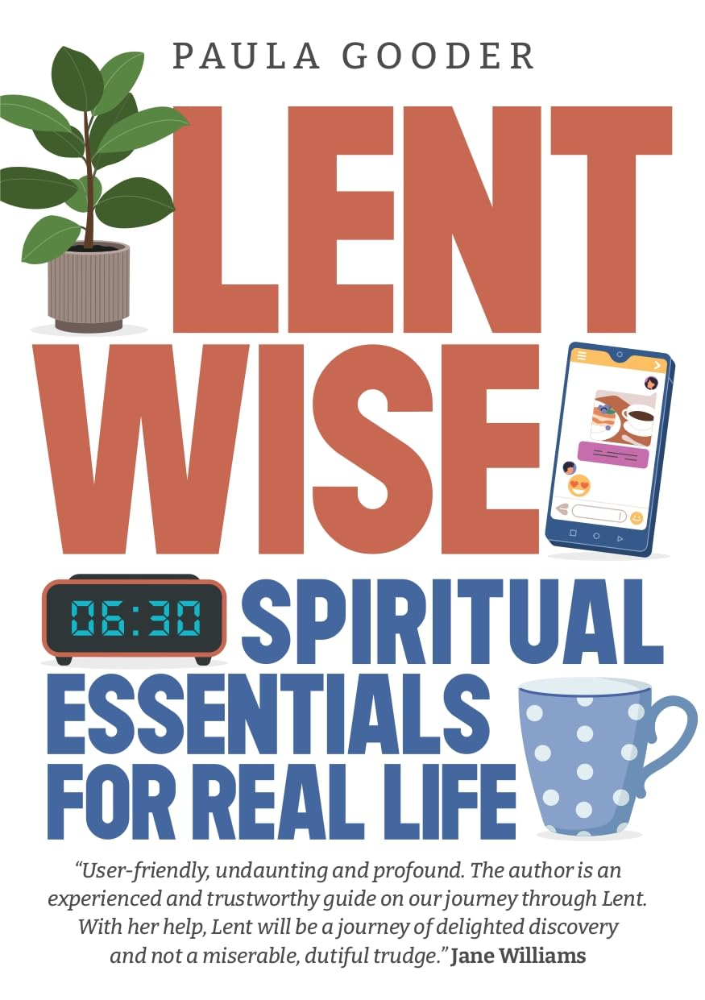 PAULA GOODER
LENT
WISE
06:30
SPIRITUAL
ESSENTIALS
FOR REAL LIFE
“User-friendly, undaunting and profound. The author is an
experienced and trustworthy guide on our journey through Lent.
With her help, Lent will be a journey of delighted discovery
and not a miserable, dutiful trudge.” Jane Williams